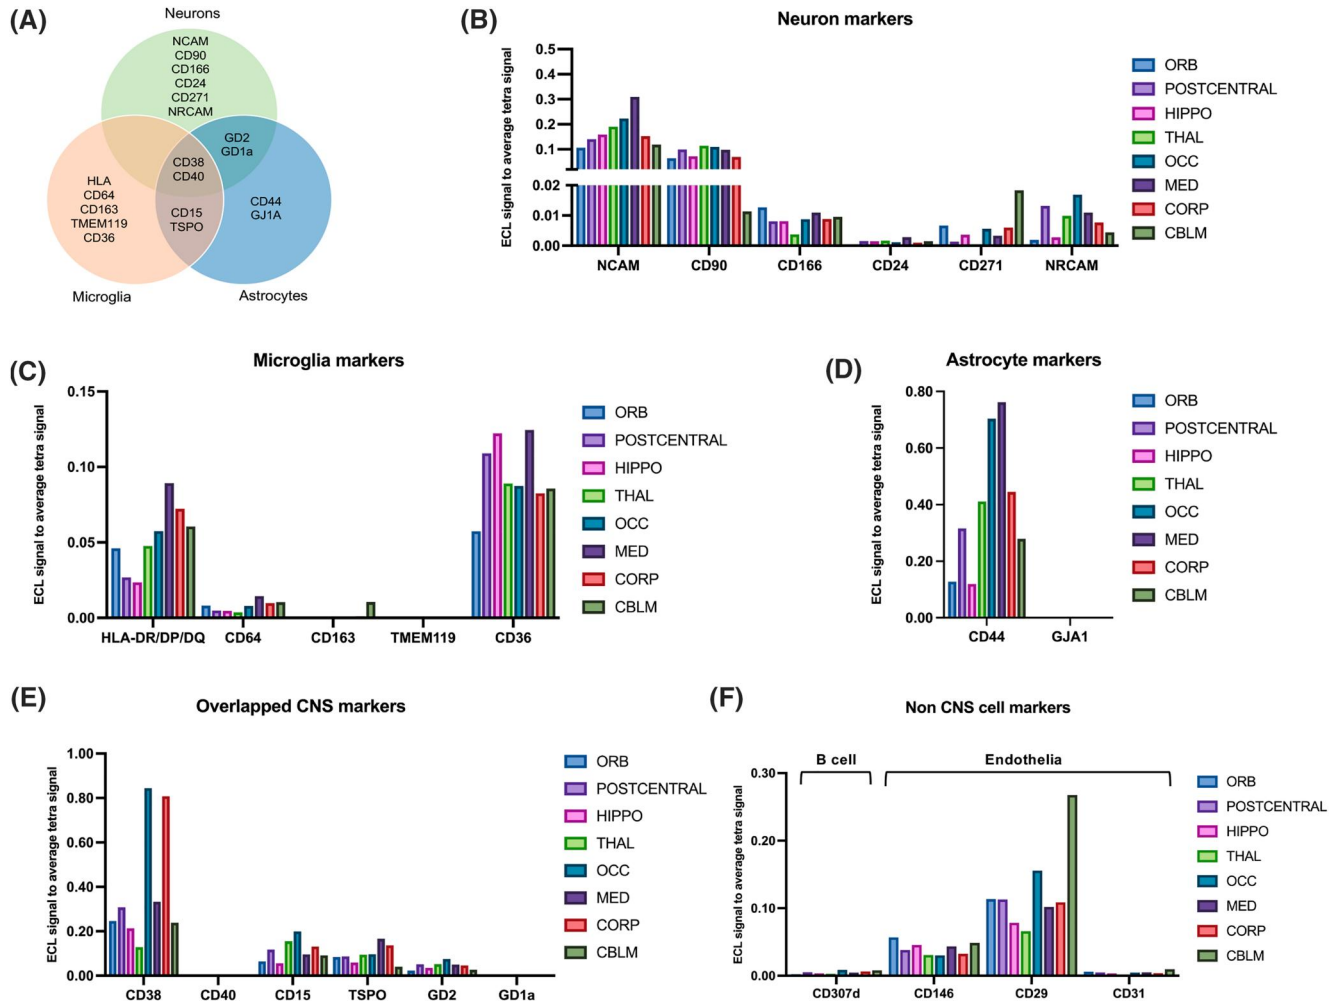 (A)
Neurons
NCAM
CD90
CD166
CD24
CD271
NRCAM
GD2
GD1a
CD38
CD40
HLA
CD64
CD163
TMEM119
CD36
CD15
TSPO
CD44
GJ1A
Microglia
Astrocytes
(B)
Neuron markers
ECL signal to average tetra signal
0.5
0.4
0.3
0.2
0.1
0.02
0.01
0.00
NCAM CD90 CD166 CD24 CD271 NRCAM
ORB
POSTCENTRAL
HIPPO
THAL
OCC
MED
CORP
CBLM
(C)
Microglia markers
ECL signal to average tetra signal
0.15
0.10
0.05
0.00
HLA-DR/DP/DQ CD64 CD163 TMEM119 CD36
ORB
POSTCENTRAL
HIPPO
THAL
OCC
MED
CORP
CBLM
(D)
Astrocyte markers
ECL signal to average tetra signal
0.80
0.60
0.40
0.20
0.00
CD44 GJA1
ORB
POSTCENTRAL
HIPPO
THAL
OCC
MED
CORP
CBLM
(E)
Overlapped CNS markers
ECL signal to average tetra signal
1.00
0.80
0.60
0.40
0.20
0.00
CD38 CD40 CD15 TSPO GD2 GD1a
ORB
POSTCENTRAL
HIPPO
THAL
OCC
MED
CORP
CBLM
(F)
Non CNS cell markers
B cell Endothelia
ECL signal to average tetra signal
0.30
0.20
0.10
0.00
CD307d CD146 CD29 CD31
ORB
POSTCENTRAL
HIPPO
THAL
OCC
MED
CORP
CBLM